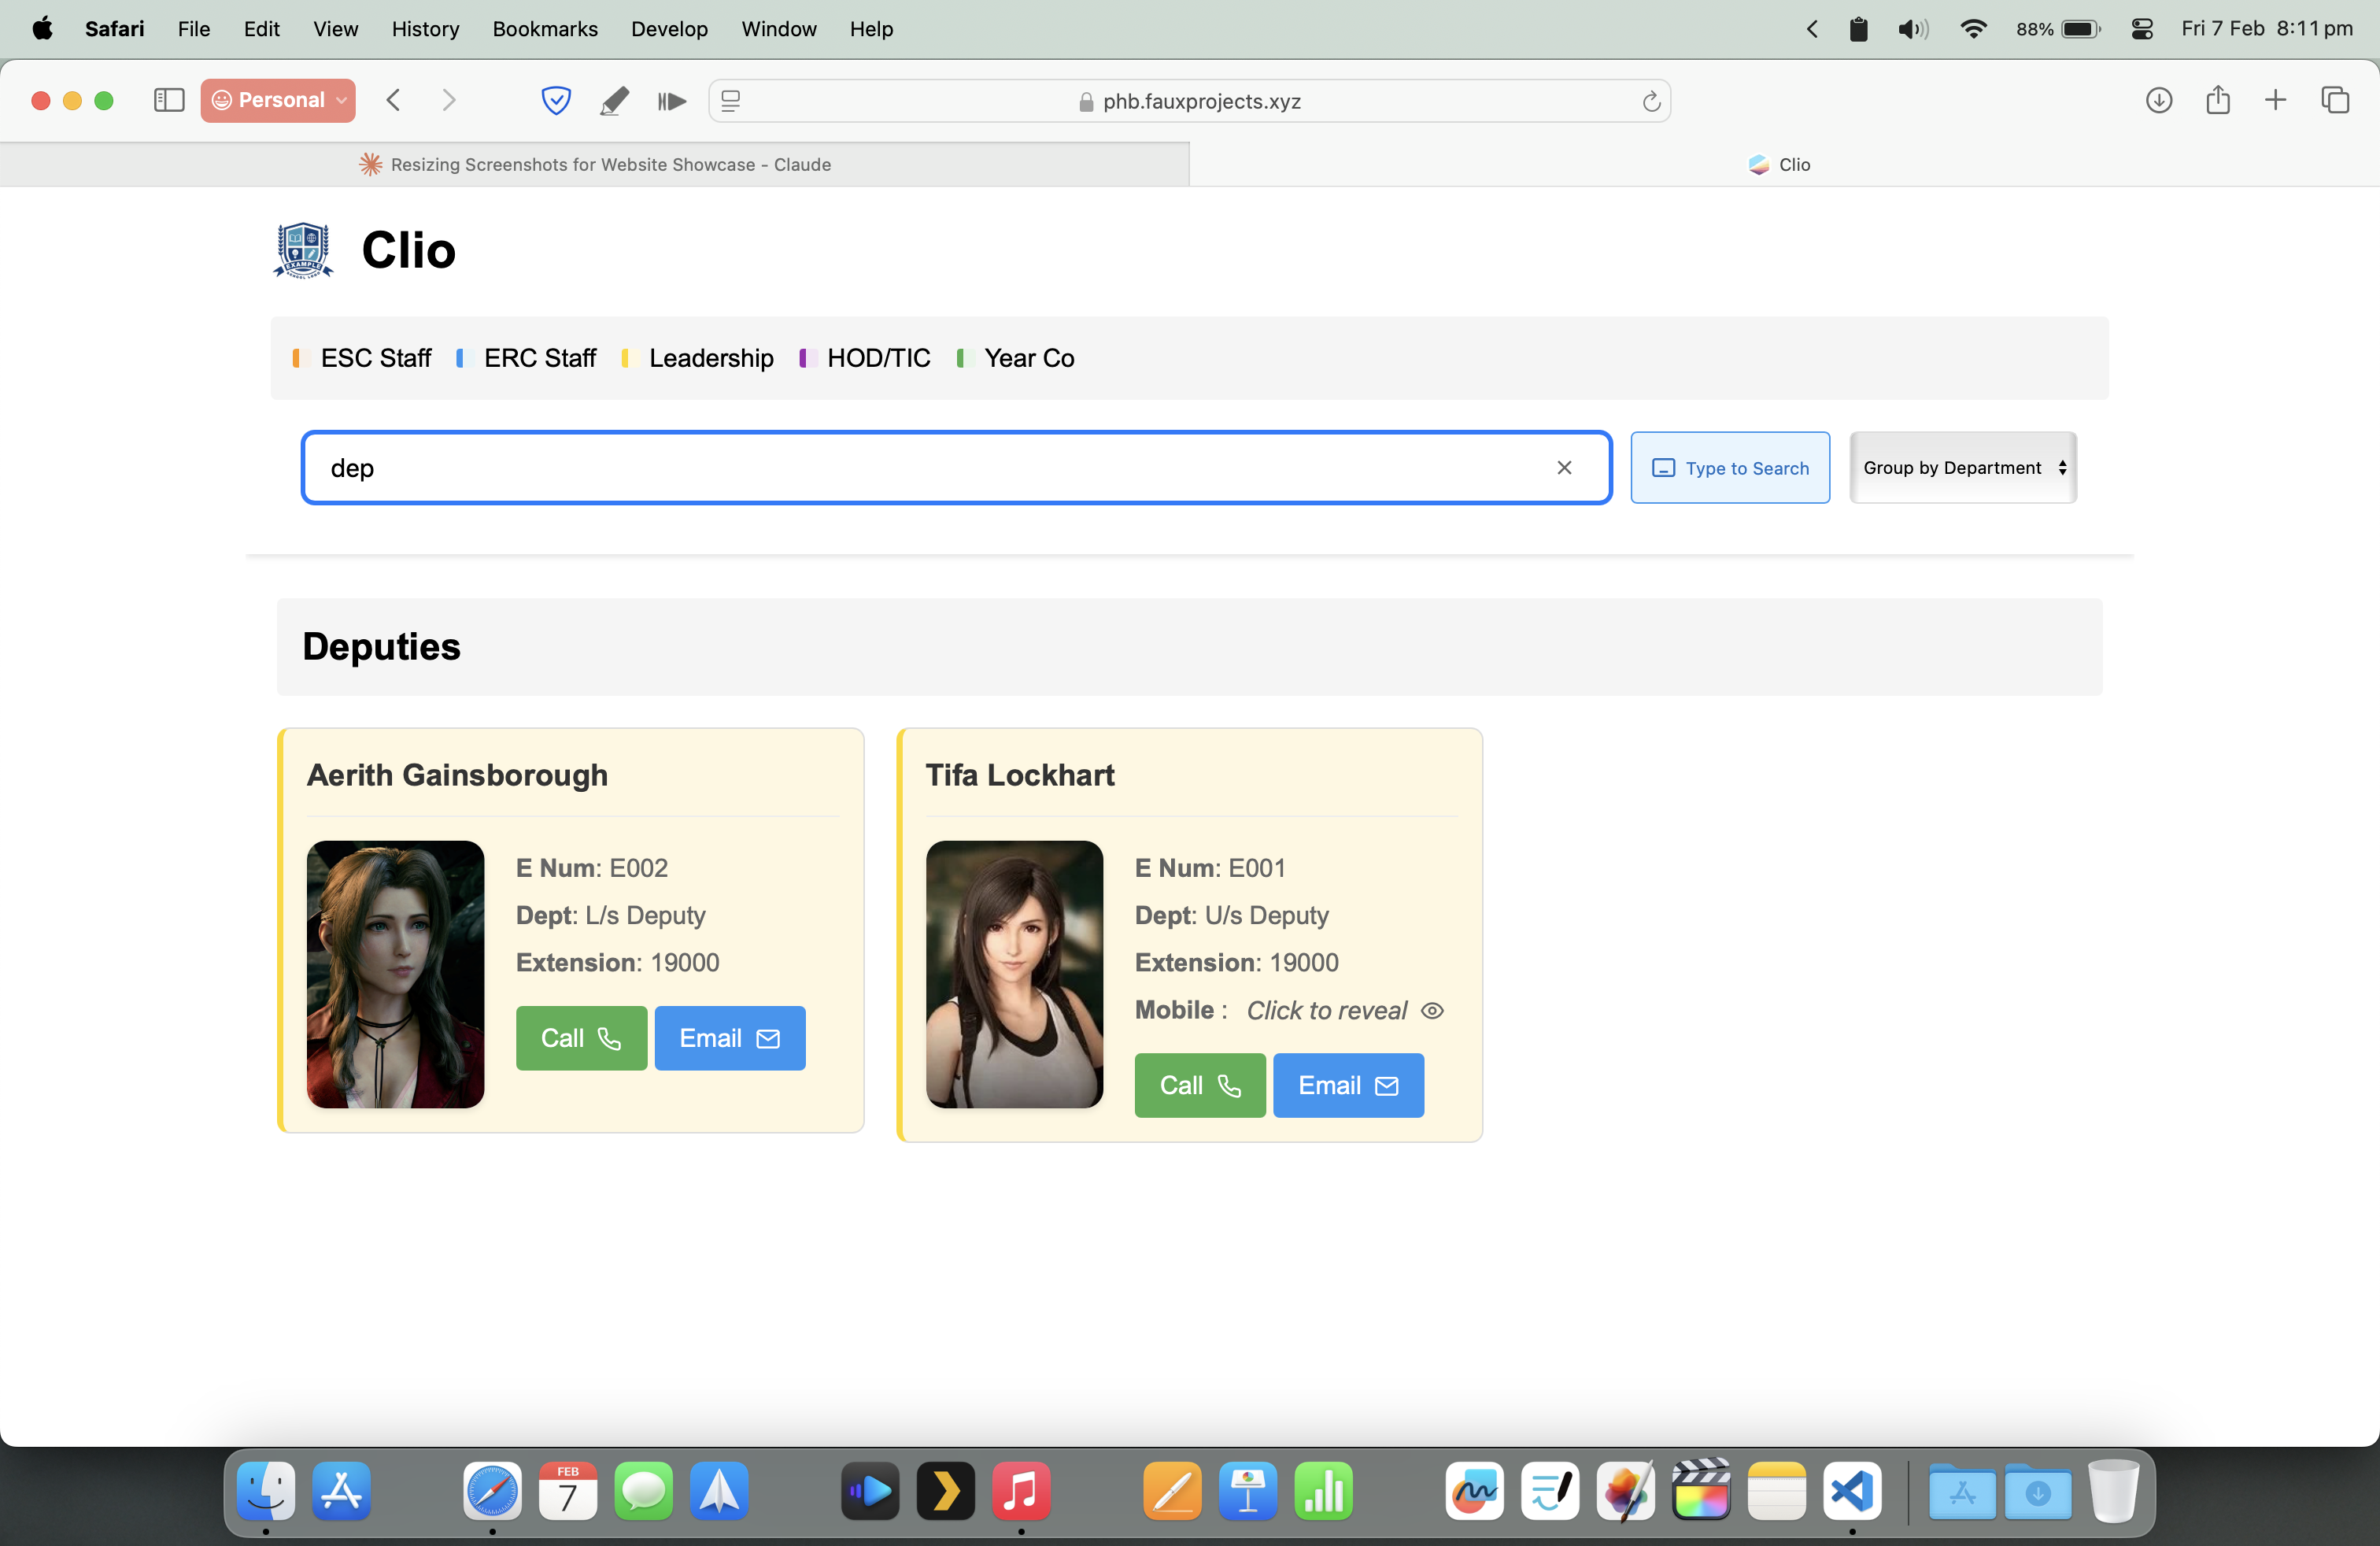 Safari File Edit View History Bookmarks Develop Window Help 88% Fri 7 Feb 8:11 pm
Personal phb.fauxprojects.xyz
Resizing Screenshots for Website Showcase - Claude Clio
EXAMPLE
SCHOOL LOGO
Clio
ESC Staff ERC Staff Leadership HOD/TIC Year Co
dep Type to Search Group by Department
Deputies
Aerith Gainsborough
E Num: E002
Dept: L/s Deputy
Extension: 19000
Call Email
Tifa Lockhart
E Num: E001
Dept: U/s Deputy
Extension: 19000
Mobile : Click to reveal
Call Email
FEB
7